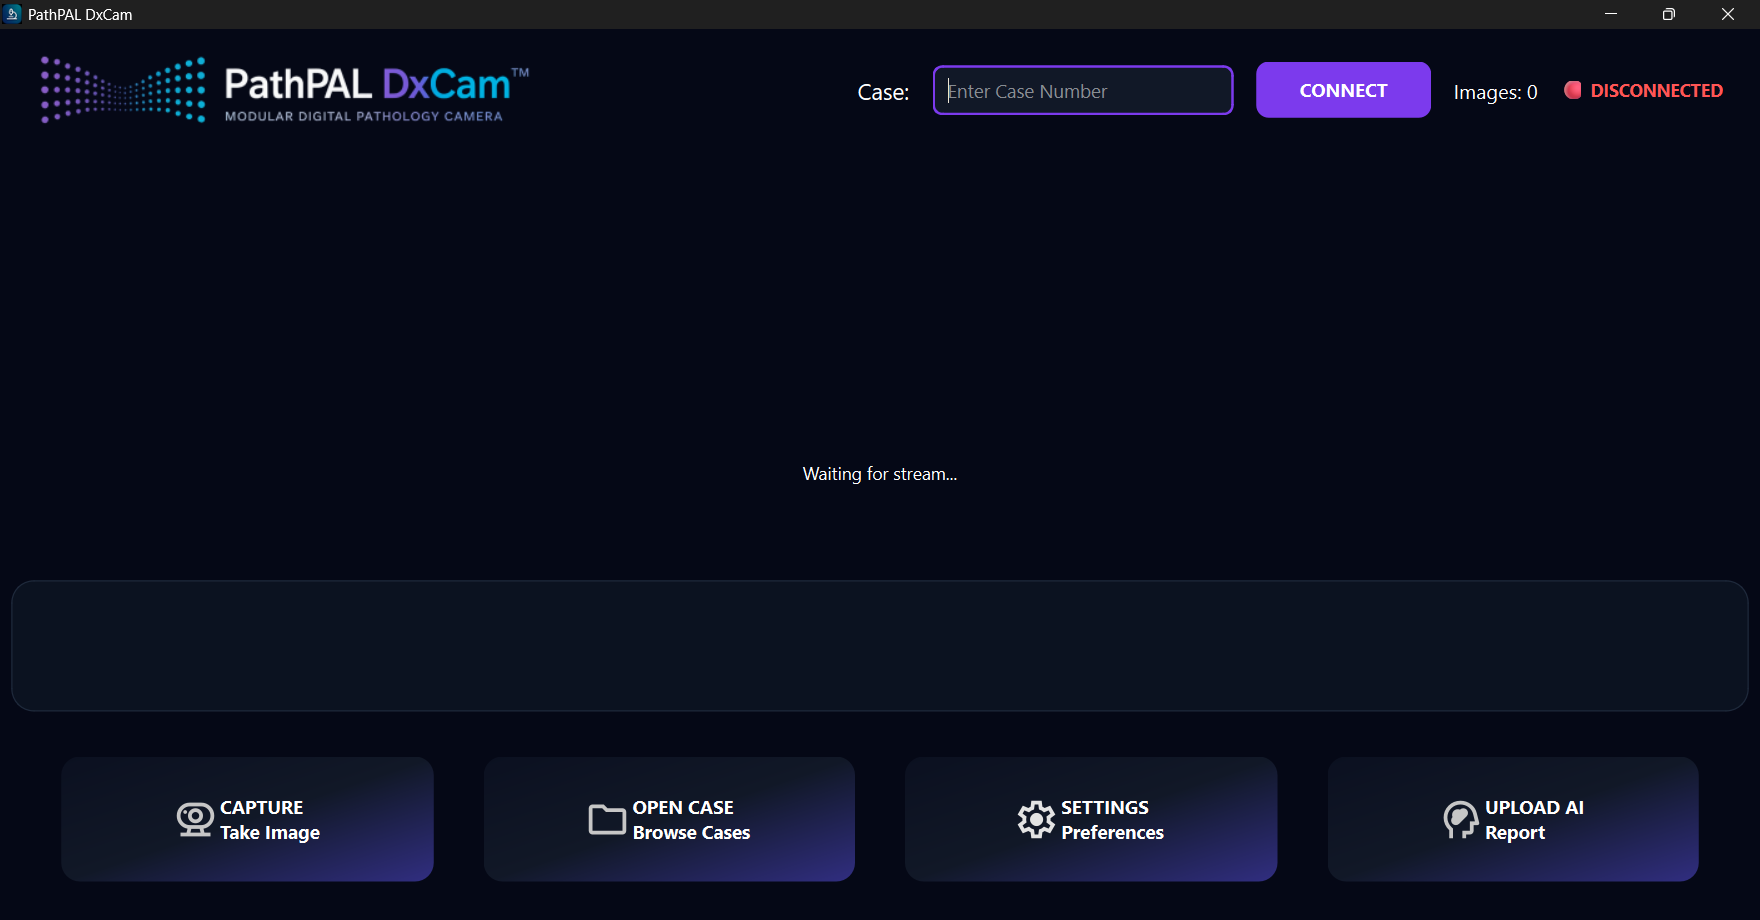 PathPAL DxCam
PathPAL DxCam™
MODULAR DIGITAL PATHOLOGY CAMERA
Case:
Enter Case Number
CONNECT
Images: 0
DISCONNECTED
Waiting for stream...
CAPTURE
Take Image
OPEN CASE
Browse Cases
SETTINGS
Preferences
UPLOAD AI
Report